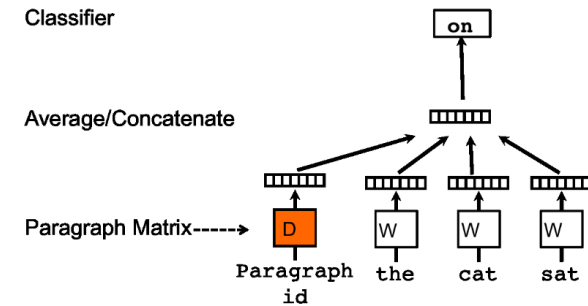 Classifier
on
Average/Concatenate
Paragraph Matrix
D
W
W
W
Paragraph
id
the
cat
sat